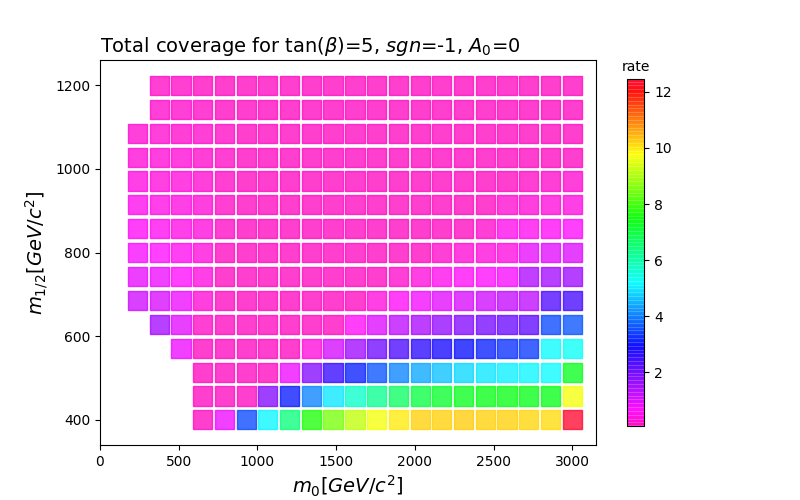 Total coverage for tan(β)=5, sgn=-1, A₀=0
rate
1200
1000
800
600
400
m₁/₂[GeV/c²]
0 500 1000 1500 2000 2500 3000
m₀[GeV/c²]
12
10
8
6
4
2